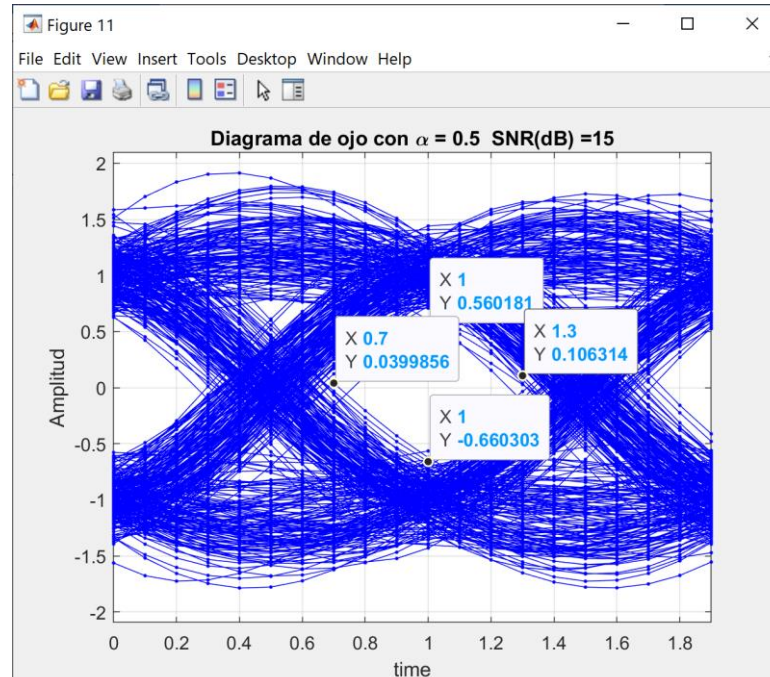 Figure 11
File Edit View Insert Tools Desktop Window Help
Diagrama de ojo con α = 0.5 SNR(dB) =15
Amplitud
2
1.5
1
0.5
0
-0.5
-1
-1.5
-2
X 1
Y 0.560181
X 0.7
Y 0.0399856
X 1.3
Y 0.106314
X 1
Y -0.660303
0 0.2 0.4 0.6 0.8 1 1.2 1.4 1.6 1.8
time